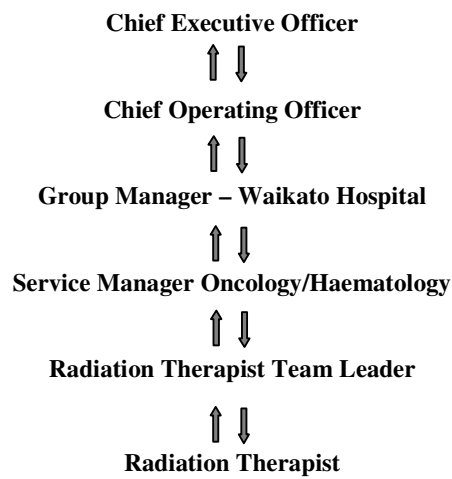 Chief Executive Officer
Chief Operating Officer
Group Manager – Waikato Hospital
Service Manager Oncology/Haematology
Radiation Therapist Team Leader
Radiation Therapist